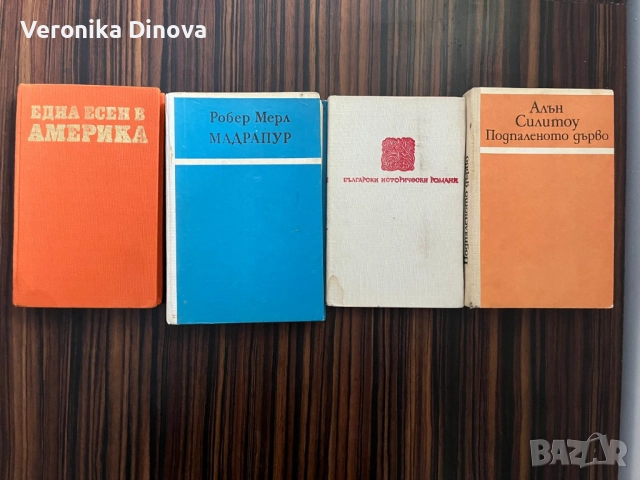 Veronika Dinova
ЕДНА ЕСЕН В
АМЕРИКА
Робер Мерл
МАДРАПУР
БЪЛГАРСКИ ИСТОРИЧЕСКИ РОМАНИ
Алън
Силитоу
Подпаленото дърво
Подпаленото дърво
BAZAR